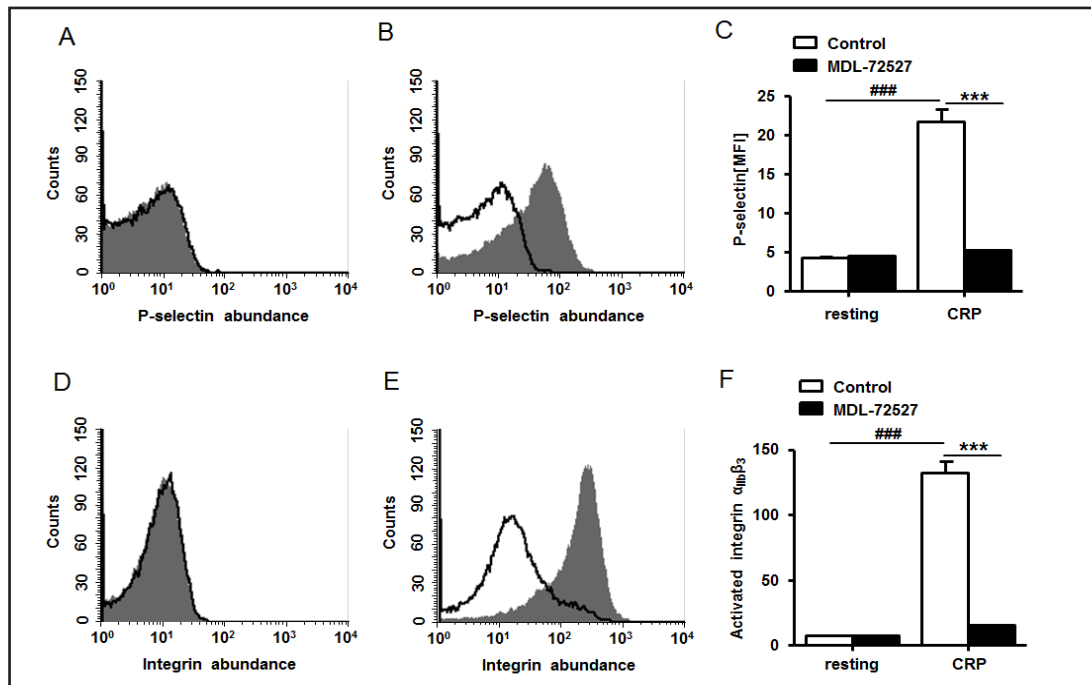 A
B
C
Control
MDL-72527
### ***
150
120
90
60
30
0
Counts
10⁰ 10¹ 10² 10³ 10⁴
P-selectin abundance
150
120
90
60
30
0
Counts
10⁰ 10¹ 10² 10³ 10⁴
P-selectin abundance
25
20
15
10
5
0
P-selectin[MFI]
resting CRP
D
E
F
Control
MDL-72527
### ***
150
120
90
60
30
0
Counts
10⁰ 10¹ 10² 10³ 10⁴
Integrin abundance
150
120
90
60
30
0
Counts
10⁰ 10¹ 10² 10³ 10⁴
Integrin abundance
150
100
50
0
Activated integrin αIIbβ3
resting CRP